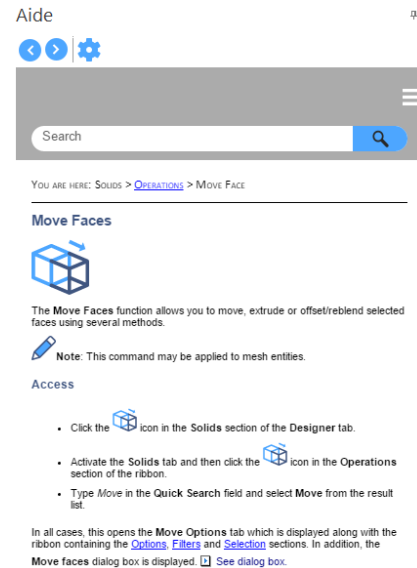 Aide
Search
You are here: Solids > Operations > Move Face
Move Faces
The Move Faces function allows you to move, extrude or offset/reblend selected
faces using several methods.
Note: This command may be applied to mesh entities.
Access
• Click the icon in the Solids section of the Designer tab.
• Activate the Solids tab and then click the icon in the Operations
section of the ribbon.
• Type Move in the Quick Search field and select Move from the result
list.
In all cases, this opens the Move Options tab which is displayed along with the
ribbon containing the Options, Filters and Selection sections. In addition, the
Move faces dialog box is displayed. See dialog box.